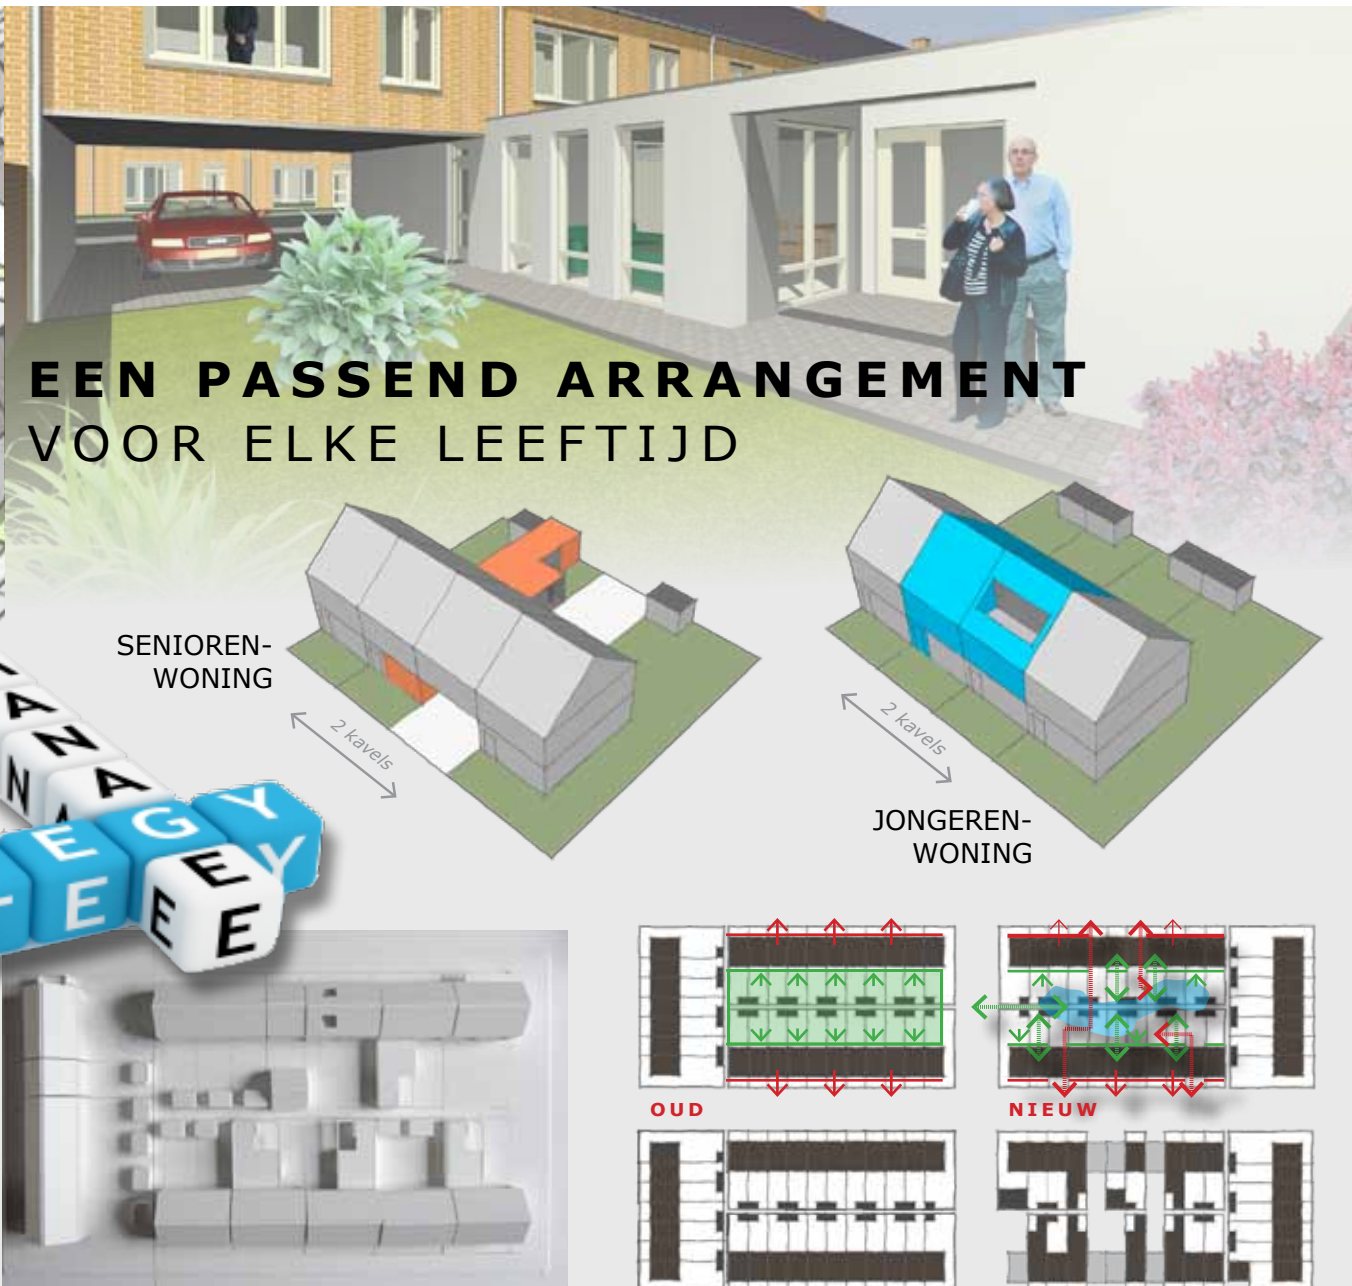 EEN PASSEND ARRANGEMENT
VOOR ELKE LEEFTIJD
SENIOREN-
WONING
2 kavels
2 kavels
JONGEREN-
WONING
A
N
N A
E G Y
E E E Y
E
OUD
NIEUW